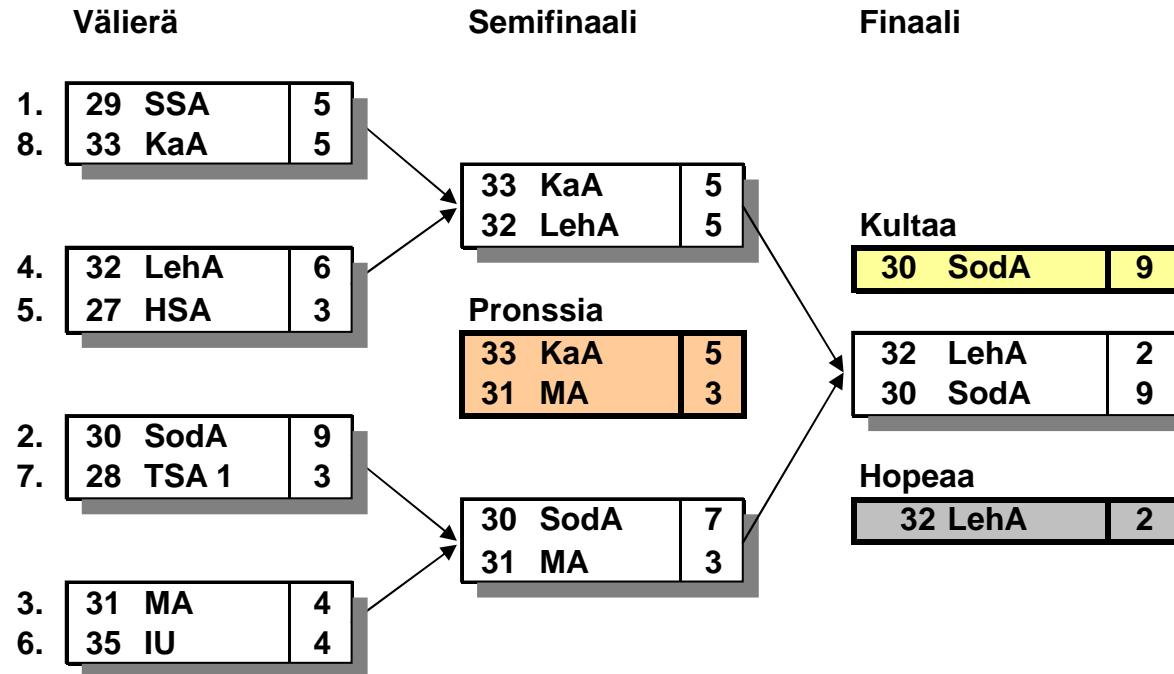 Välierä
Semifinaali
Finaali
1. 29 SSA 5
8. 33 KaA 5
4. 32 LehA 6
5. 27 HSA 3
2. 30 SodA 9
7. 28 TSA 1 3
3. 31 MA 4
6. 35 IU 4
33 KaA 5
32 LehA 5
Pronssia
33 KaA 5
31 MA 3
30 SodA 7
31 MA 3
Kultaa
30 SodA 9
32 LehA 2
30 SodA 9
Hopeaa
32 LehA 2